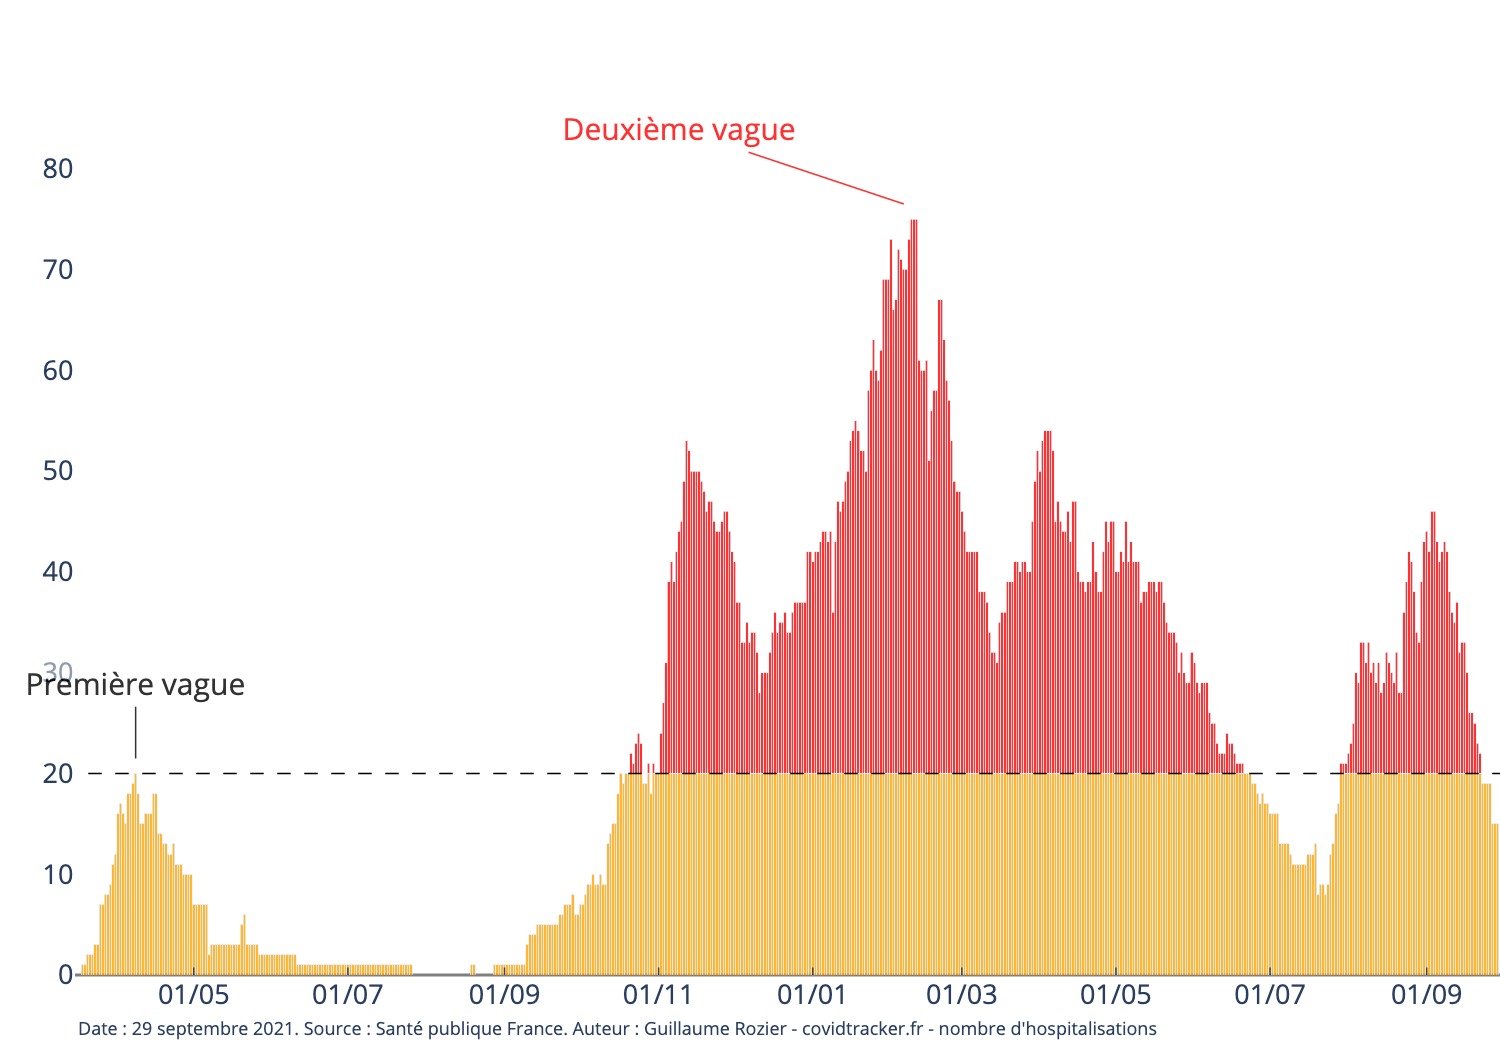 Deuxième vague
80
70
60
50
40
30
Première vague
20
10
0
01/05 01/07 01/09 01/11 01/01 01/03 01/05 01/07 01/09
Date : 29 septembre 2021. Source : Santé publique France. Auteur : Guillaume Rozier - covidtracker.fr - nombre d'hospitalisations